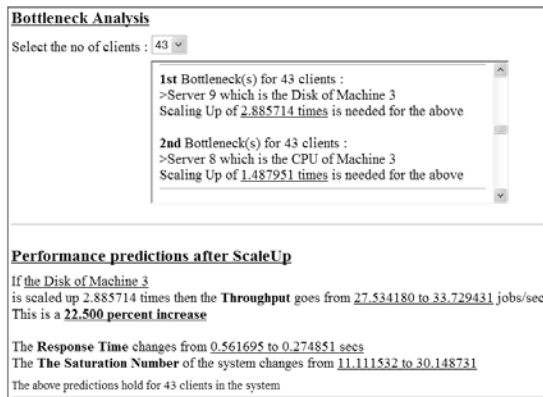 Bottleneck Analysis
Select the no of clients : 43
1st Bottleneck(s) for 43 clients :
>Server 9 which is the Disk of Machine 3
Scaling Up of 2.885714 times is needed for the above
2nd Bottleneck(s) for 43 clients :
>Server 8 which is the CPU of Machine 3
Scaling Up of 1.487951 times is needed for the above
Performance predictions after ScaleUp
If the Disk of Machine 3
is scaled up 2.885714 times then the Throughput goes from 27.534180 to 33.729431 jobs/sec
This is a 22.500 percent increase
The Response Time changes from 0.561695 to 0.274851 secs
The The Saturation Number of the system changes from 11.111532 to 30.148731
The above predictions hold for 43 clients in the system